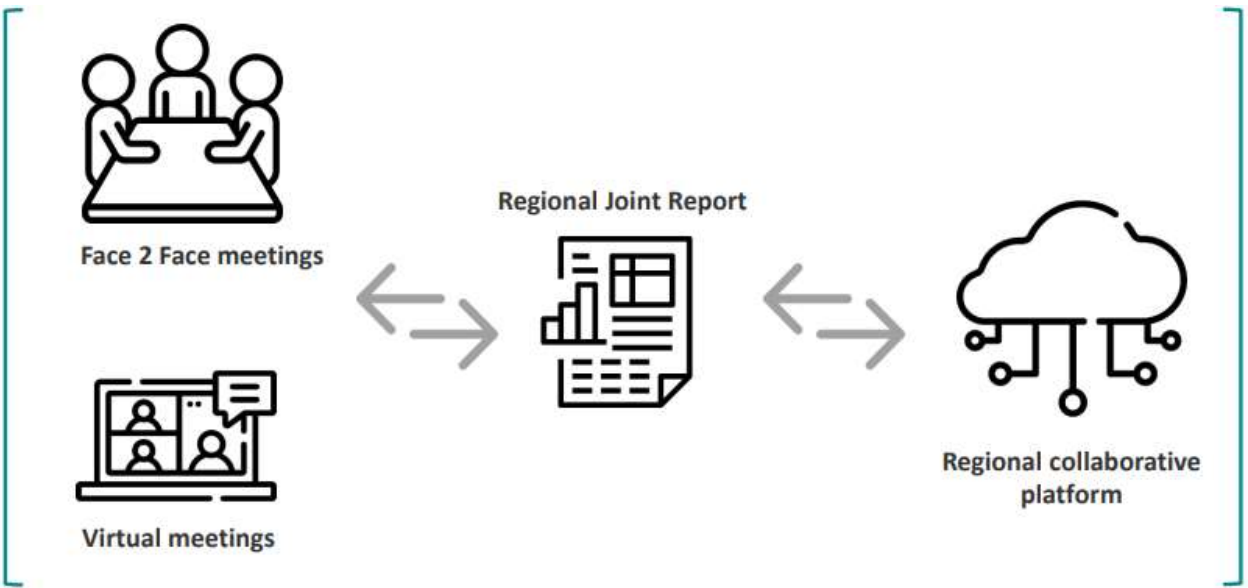 Face 2 Face meetings
Virtual meetings
Regional Joint Report
Regional collaborative
platform